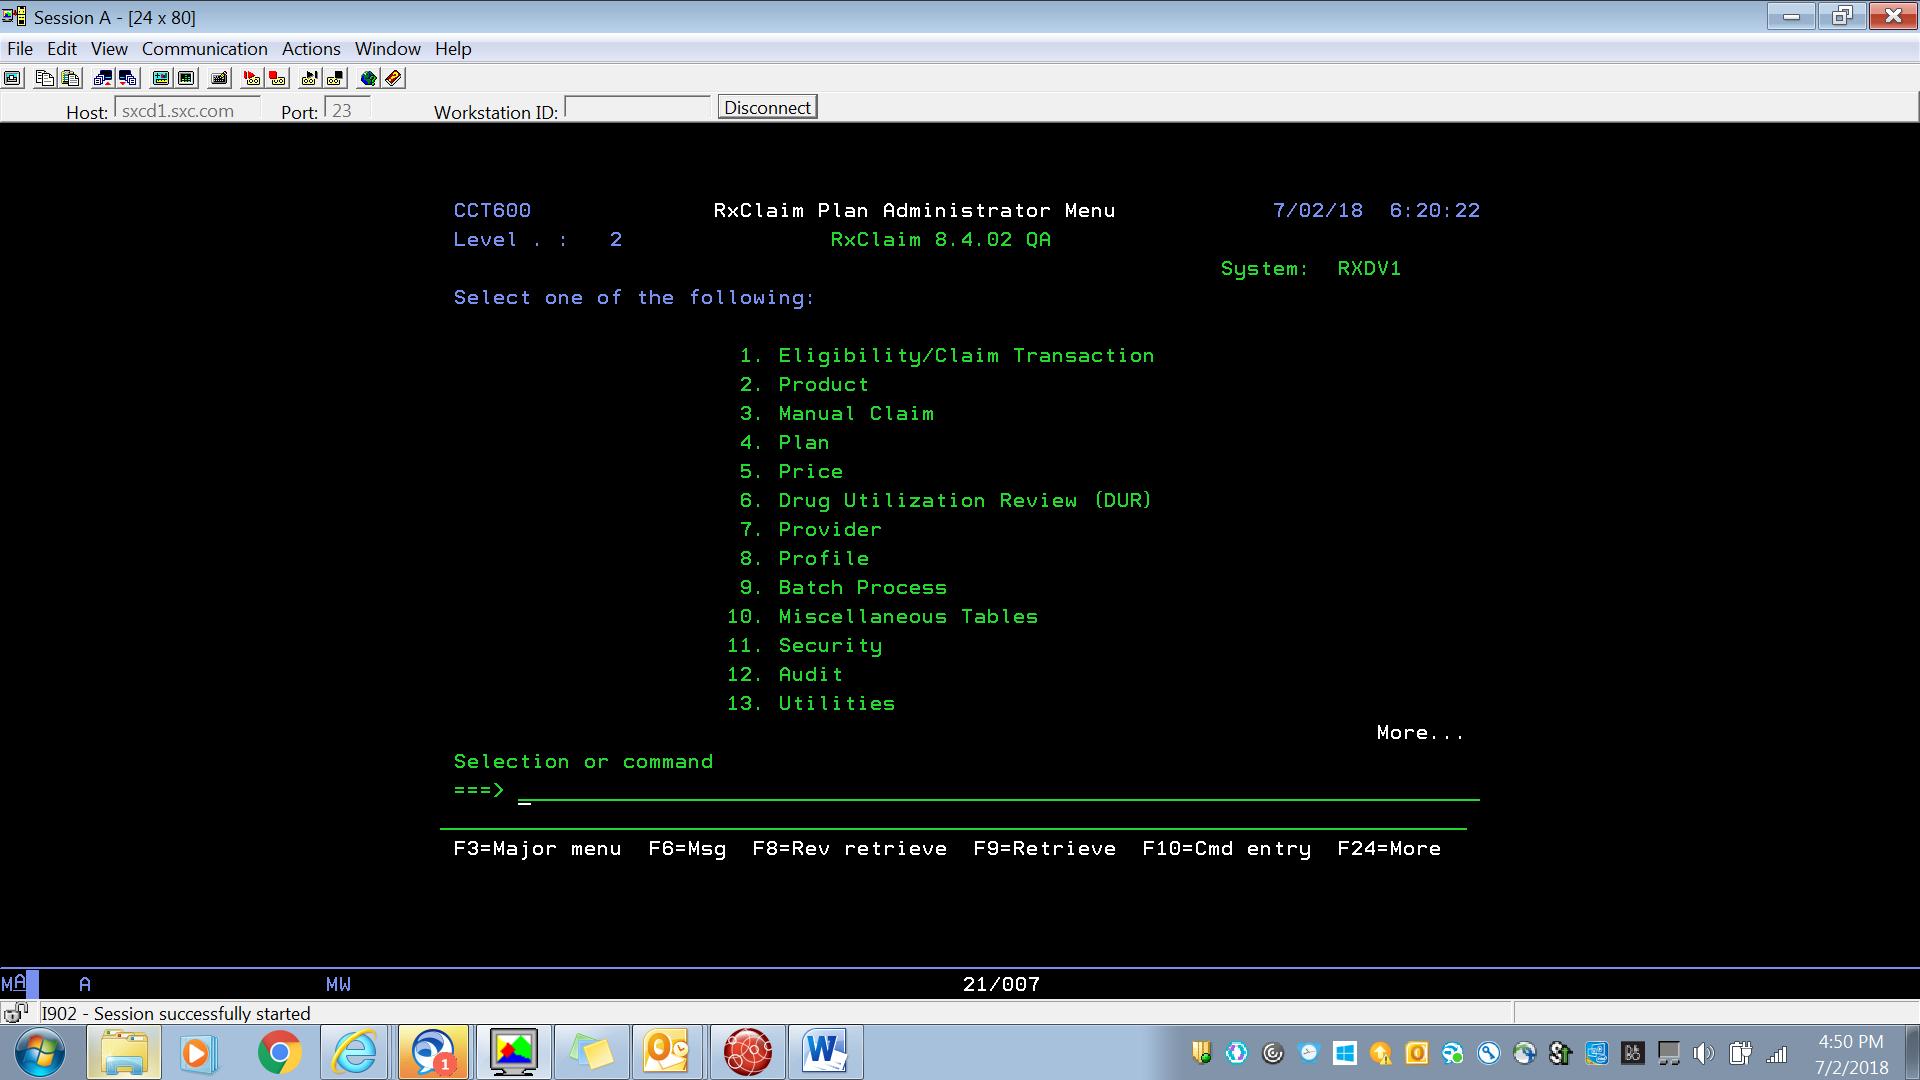 Session A - [24 x 80]
File Edit View Communication Actions Window Help
Host: sxcd1.sxc.com Port: 23 Workstation ID: Disconnect
CCT600 RxClaim Plan Administrator Menu 7/02/18 6:20:22
Level . : 2 RxClaim 8.4.02 QA
System: RXDV1
Select one of the following:
1. Eligibility/Claim Transaction
2. Product
3. Manual Claim
4. Plan
5. Price
6. Drug Utilization Review (DUR)
7. Provider
8. Profile
9. Batch Process
10. Miscellaneous Tables
11. Security
12. Audit
13. Utilities
More...
Selection or command
===>
F3=Major menu F6=Msg F8=Rev retrieve F9=Retrieve F10=Cmd entry F24=More
MA A MW 21/007
I902 - Session successfully started
1
4:50 PM
7/2/2018